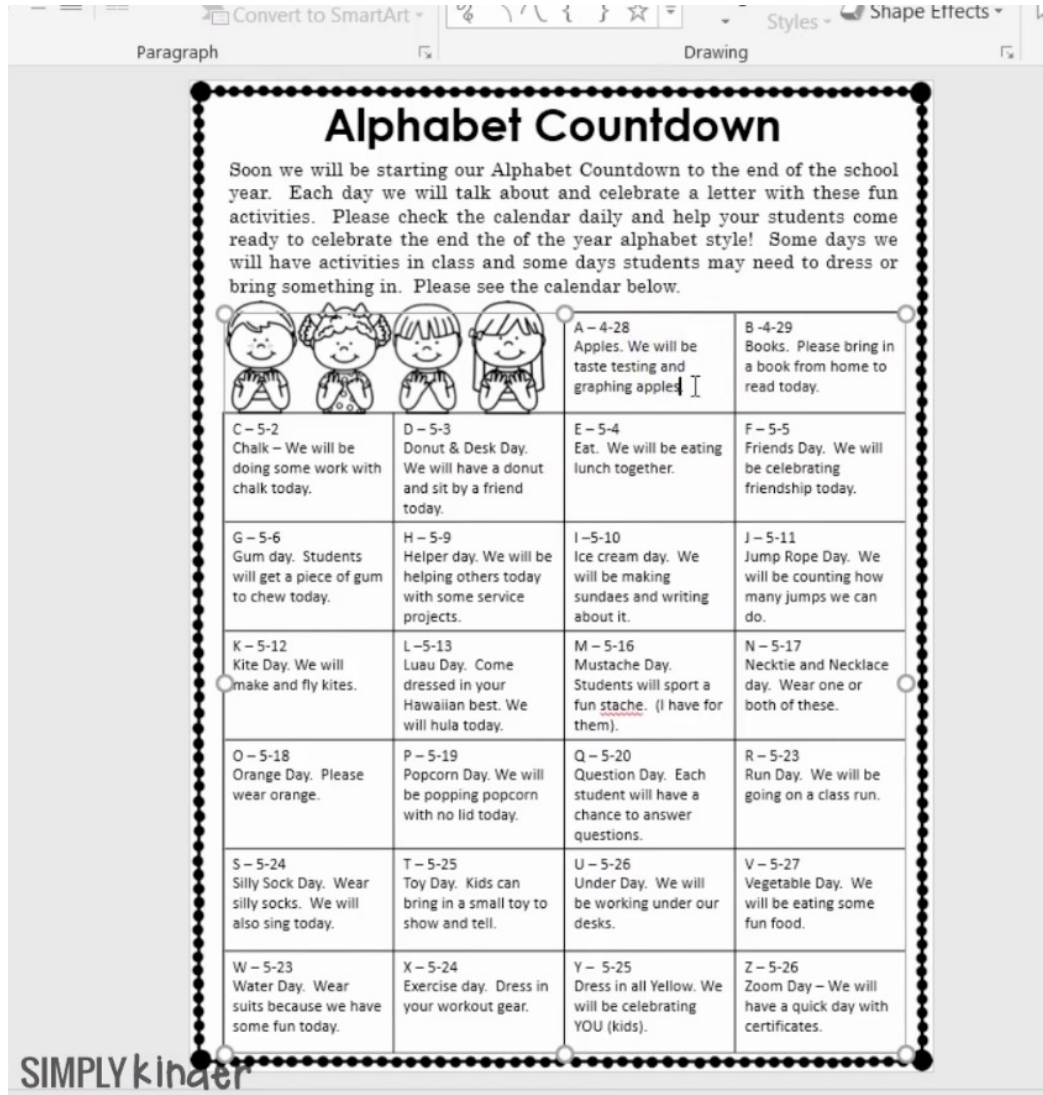 Convert to SmartArt
Styles
Shape Effects
Paragraph
Drawing
Alphabet Countdown
Soon we will be starting our Alphabet Countdown to the end of the school
year. Each day we will talk about and celebrate a letter with these fun
activities. Please check the calendar daily and help your students come
ready to celebrate the end the of the year alphabet style! Some days we
will have activities in class and some days students may need to dress or
bring something in. Please see the calendar below.
A – 4-28
Apples. We will be
taste testing and
graphing apples
B -4-29
Books. Please bring in
a book from home to
read today.
C – 5-2
Chalk – We will be
doing some work with
chalk today.
D – 5-3
Donut & Desk Day.
We will have a donut
and sit by a friend
today.
E – 5-4
Eat. We will be eating
lunch together.
F – 5-5
Friends Day. We will
be celebrating
friendship today.
G – 5-6
Gum day. Students
will get a piece of gum
to chew today.
H – 5-9
Helper day. We will be
helping others today
with some service
projects.
I –5-10
Ice cream day. We
will be making
sundaes and writing
about it.
J – 5-11
Jump Rope Day. We
will be counting how
many jumps we can
do.
K – 5-12
Kite Day. We will
make and fly kites.
L –5-13
Luau Day. Come
dressed in your
Hawaiian best. We
will hula today.
M – 5-16
Mustache Day.
Students will sport a
fun stache. (I have for
them).
N – 5-17
Necktie and Necklace
day. Wear one or
both of these.
O – 5-18
Orange Day. Please
wear orange.
P – 5-19
Popcorn Day. We will
be popping popcorn
with no lid today.
Q – 5-20
Question Day. Each
student will have a
chance to answer
questions.
R – 5-23
Run Day. We will be
going on a class run.
S – 5-24
Silly Sock Day. Wear
silly socks. We will
also sing today.
T – 5-25
Toy Day. Kids can
bring in a small toy to
show and tell.
U – 5-26
Under Day. We will
be working under our
desks.
V – 5-27
Vegetable Day. We
will be eating some
fun food.
W – 5-23
Water Day. Wear
suits because we have
some fun today.
X – 5-24
Exercise day. Dress in
your workout gear.
Y – 5-25
Dress in all Yellow. We
will be celebrating
YOU (kids).
Z – 5-26
Zoom Day – We will
have a quick day with
certificates.
SIMPLY kinder